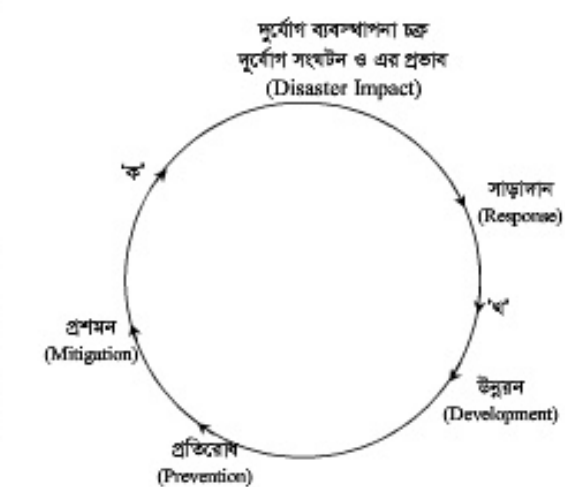 দুর্যোগ ব্যবস্থাপনা চক্র
দুর্যোগ সংঘটন ও এর প্রভাব
(Disaster Impact)
'ক'
সাড়াদান
(Response)
'খ'
প্রশমন
(Mitigation)
উন্নয়ন
(Development)
প্রতিরোধ
(Prevention)